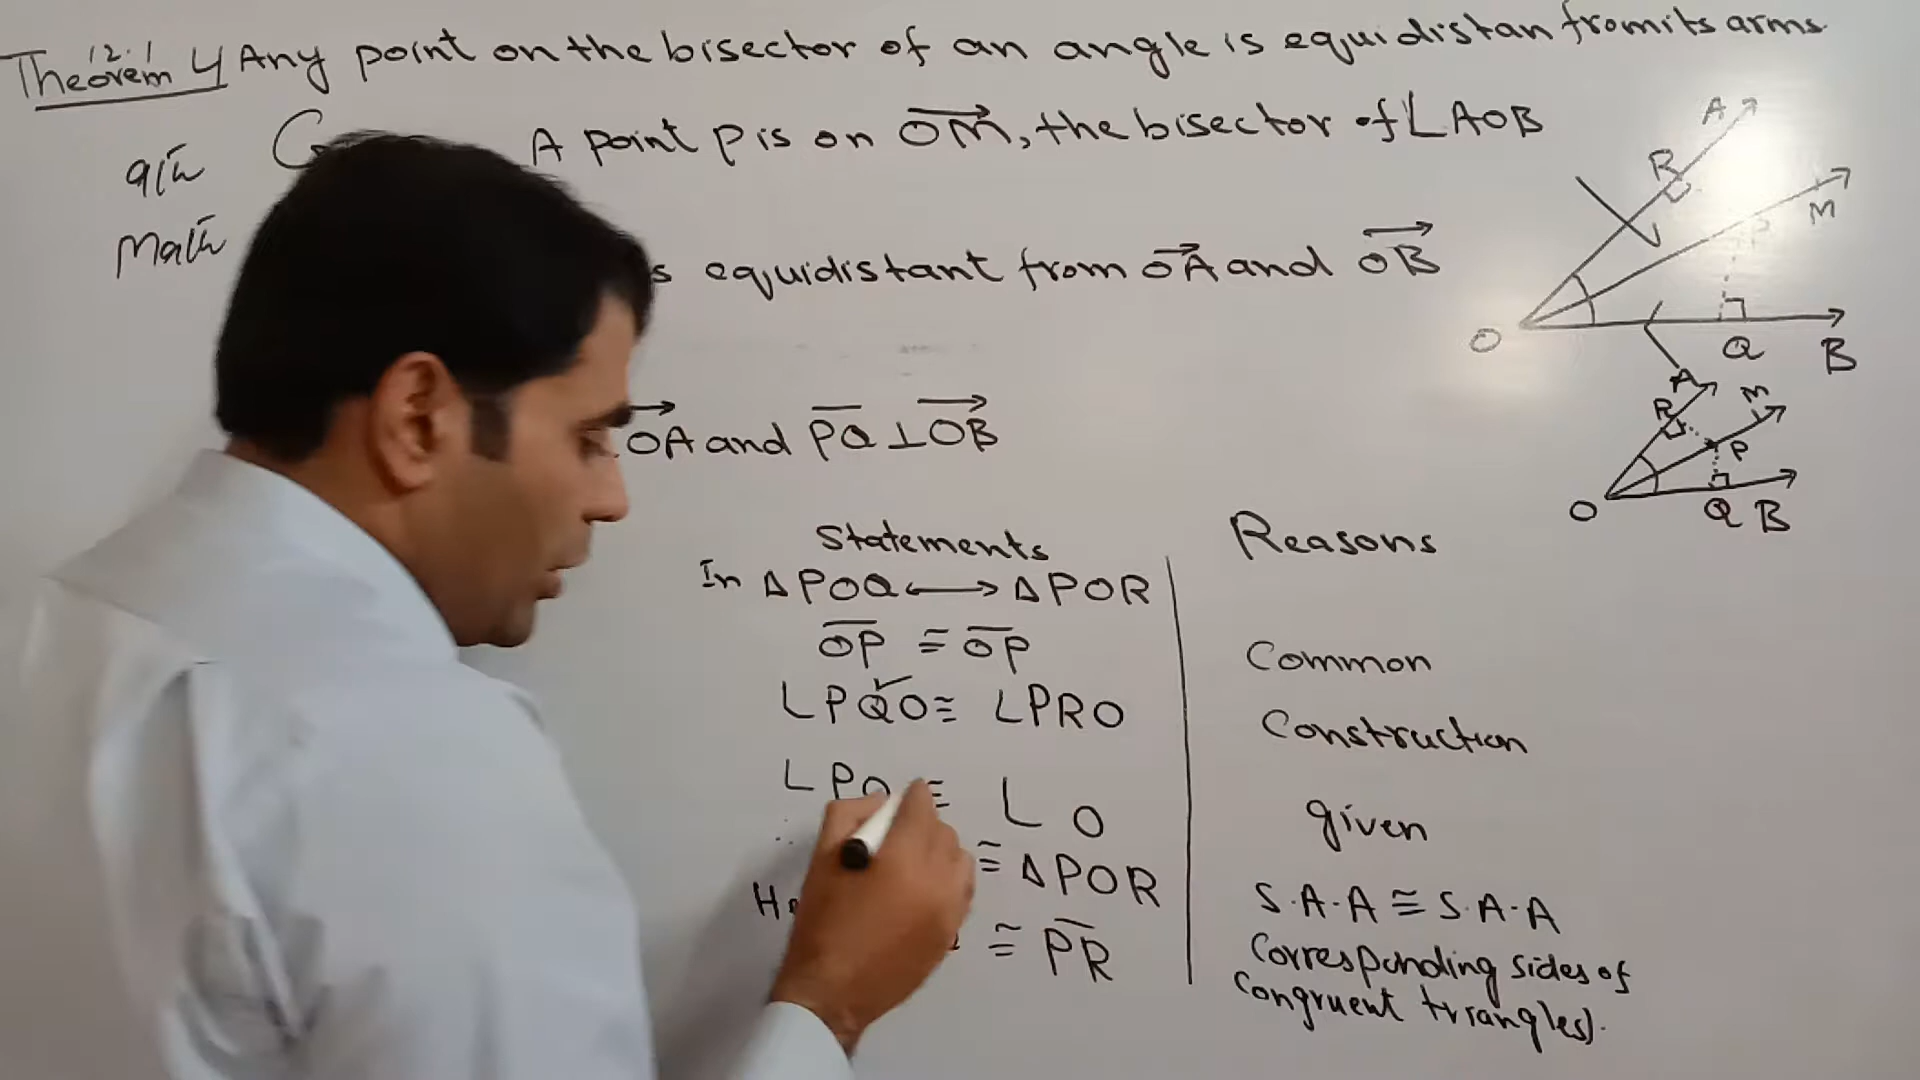 Theorem 12.1 4 Any point on the bisector of an angle is equidistan from its arms
9th
Math
A point P is on OM, the bisector of ∠AOB
s equidistant from OA and OB
OA and PQ ⊥ OB
Statements
Reasons
In ΔPOQ ⟷ ΔPOR
OP ≅ OP
Common
∠PQO ≅ ∠PRO
Construction
∠PO ≅ ∠ O
given
≅ ΔPOR
S.A.A ≅ S.A.A
≅ PR
Corresponding sides of
Congruent triangles).
A
R
M
P
O
Q
B
A
R
M
P
O
Q
B